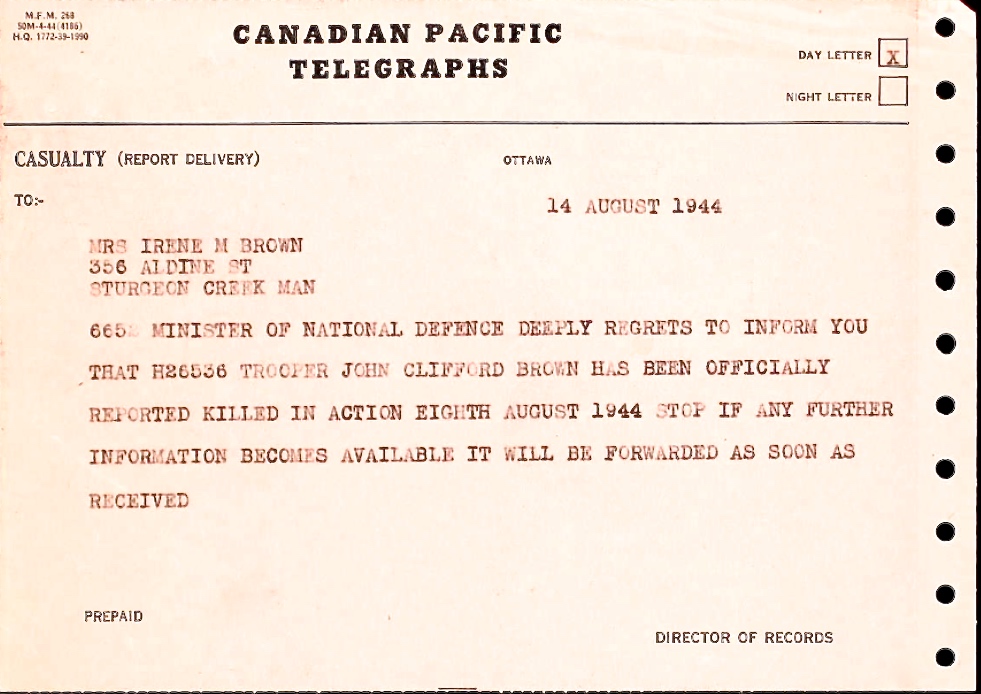 M.F.M. 268
50M-4-44 (4186)
H.Q. 1772-39-1990
CANADIAN PACIFIC
TELEGRAPHS
DAY LETTER X
NIGHT LETTER
CASUALTY (REPORT DELIVERY)
OTTAWA
TO:-
14 AUGUST 1944
MRS IRENE M BROWN
356 ALDINE ST
STURGEON CREEK MAN
MINISTER OF NATIONAL DEFENCE DEEPLY REGRETS TO INFORM YOU
THAT H26536 TROOPER JOHN CLIFFORD BROWN HAS BEEN OFFICIALLY
REPORTED KILLED IN ACTION EIGHTH AUGUST 1944 STOP IF ANY FURTHER
INFORMATION BECOMES AVAILABLE IT WILL BE FORWARDED AS SOON AS
RECEIVED
PREPAID
DIRECTOR OF RECORDS